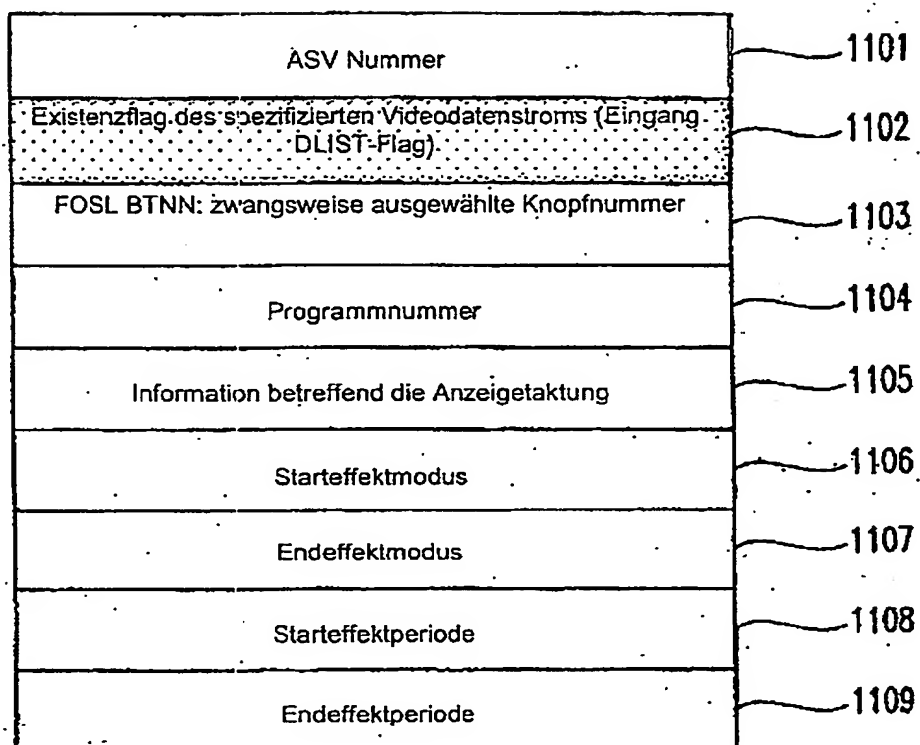 ASV Nummer
1101
Existenzflag des spezifizierten Videodatenstroms (Eingang
DLIST-Flag)
1102
FOSL BTNN: zwangsweise ausgewählte Knopfnummer
1103
Programmnummer
1104
Information betreffend die Anzeigetaktung
1105
Starteffektmodus
1106
Endeffektmodus
1107
Starteffektperiode
1108
Endeffektperiode
1109